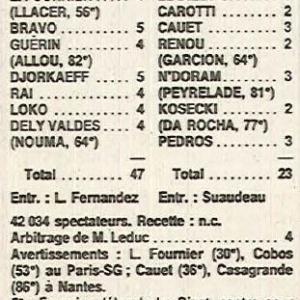 (LLACER, 56°)
BRAVO .............. 5
GUÉRIN ............ 4
(ALLOU, 82°)
DJORKAEFF ...... 5
RAI .................... 4
LOKO ................ 4
DELY VALDES .... 4
(NOUMA, 64°)
Total ............ 47
Entr. : L. Fernandez
CAROTTI .......... 2
CAUET .............. 3
RENOU .............. 2
(GARCION, 64°)
N'DORAM .......... 3
(PEYRELADE, 81°)
KOSECKI .......... 2
(DA ROCHA, 77°)
PEDROS ............ 3
Total ............ 23
Entr. : Suaudeau
42 034 spectateurs. Recette : n.c.
Arbitrage de M. Leduc .................... 4
Avertissements : L. Fournier (30°), Cobos
(53°) au Paris-SG ; Cauet (36°), Casagrande
(86°) à Nantes.